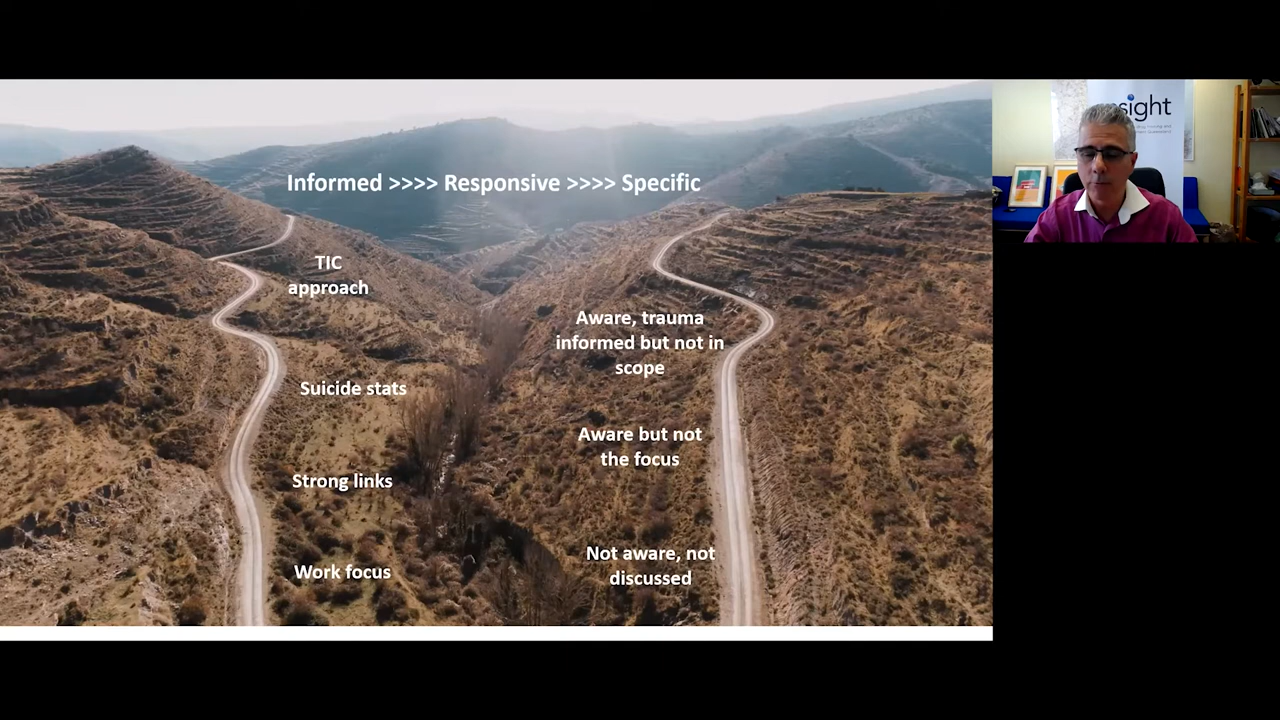 Informed >>>> Responsive >>>> Specific
TIC
approach
Suicide stats
Strong links
Work focus
Aware, trauma
informed but not in
scope
Aware but not
the focus
Not aware, not
discussed